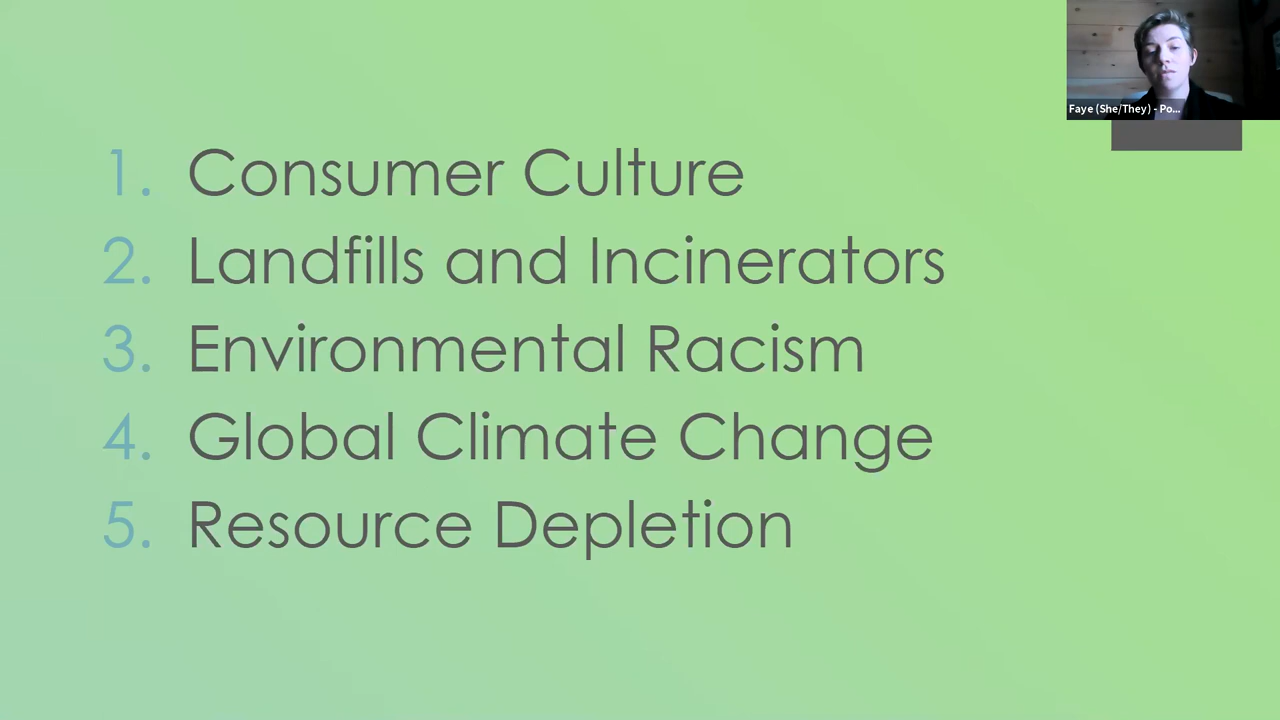 Faye (She/They) - Po...
1. Consumer Culture
2. Landfills and Incinerators
3. Environmental Racism
4. Global Climate Change
5. Resource Depletion